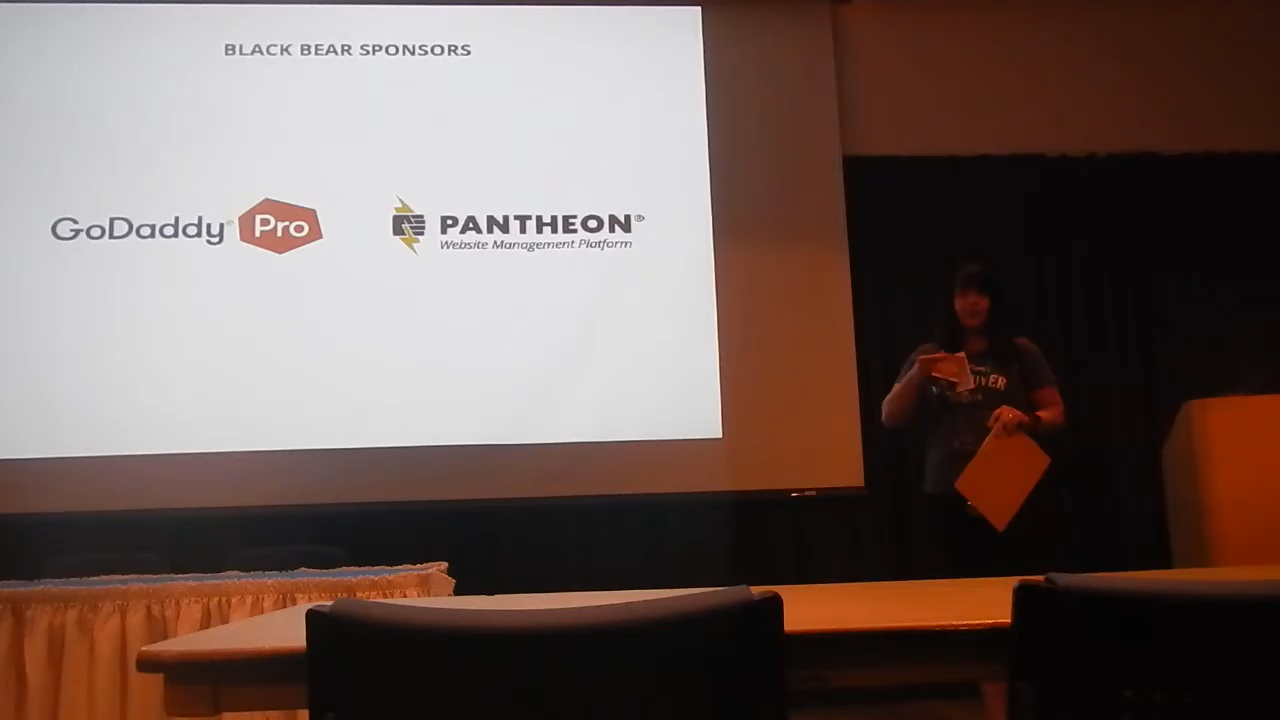 BLACK BEAR SPONSORS
GoDaddy® Pro
PANTHEON®
Website Management Platform